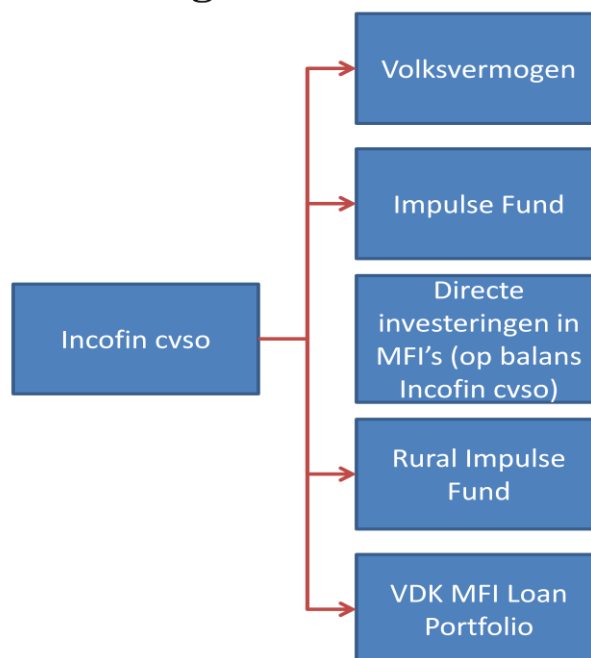 Volksvermogen
Impulse Fund
Incofin cvso
Directe
investeringen in
MFI's (op balans
Incofin cvso)
Rural Impulse
Fund
VDK MFI Loan
Portfolio